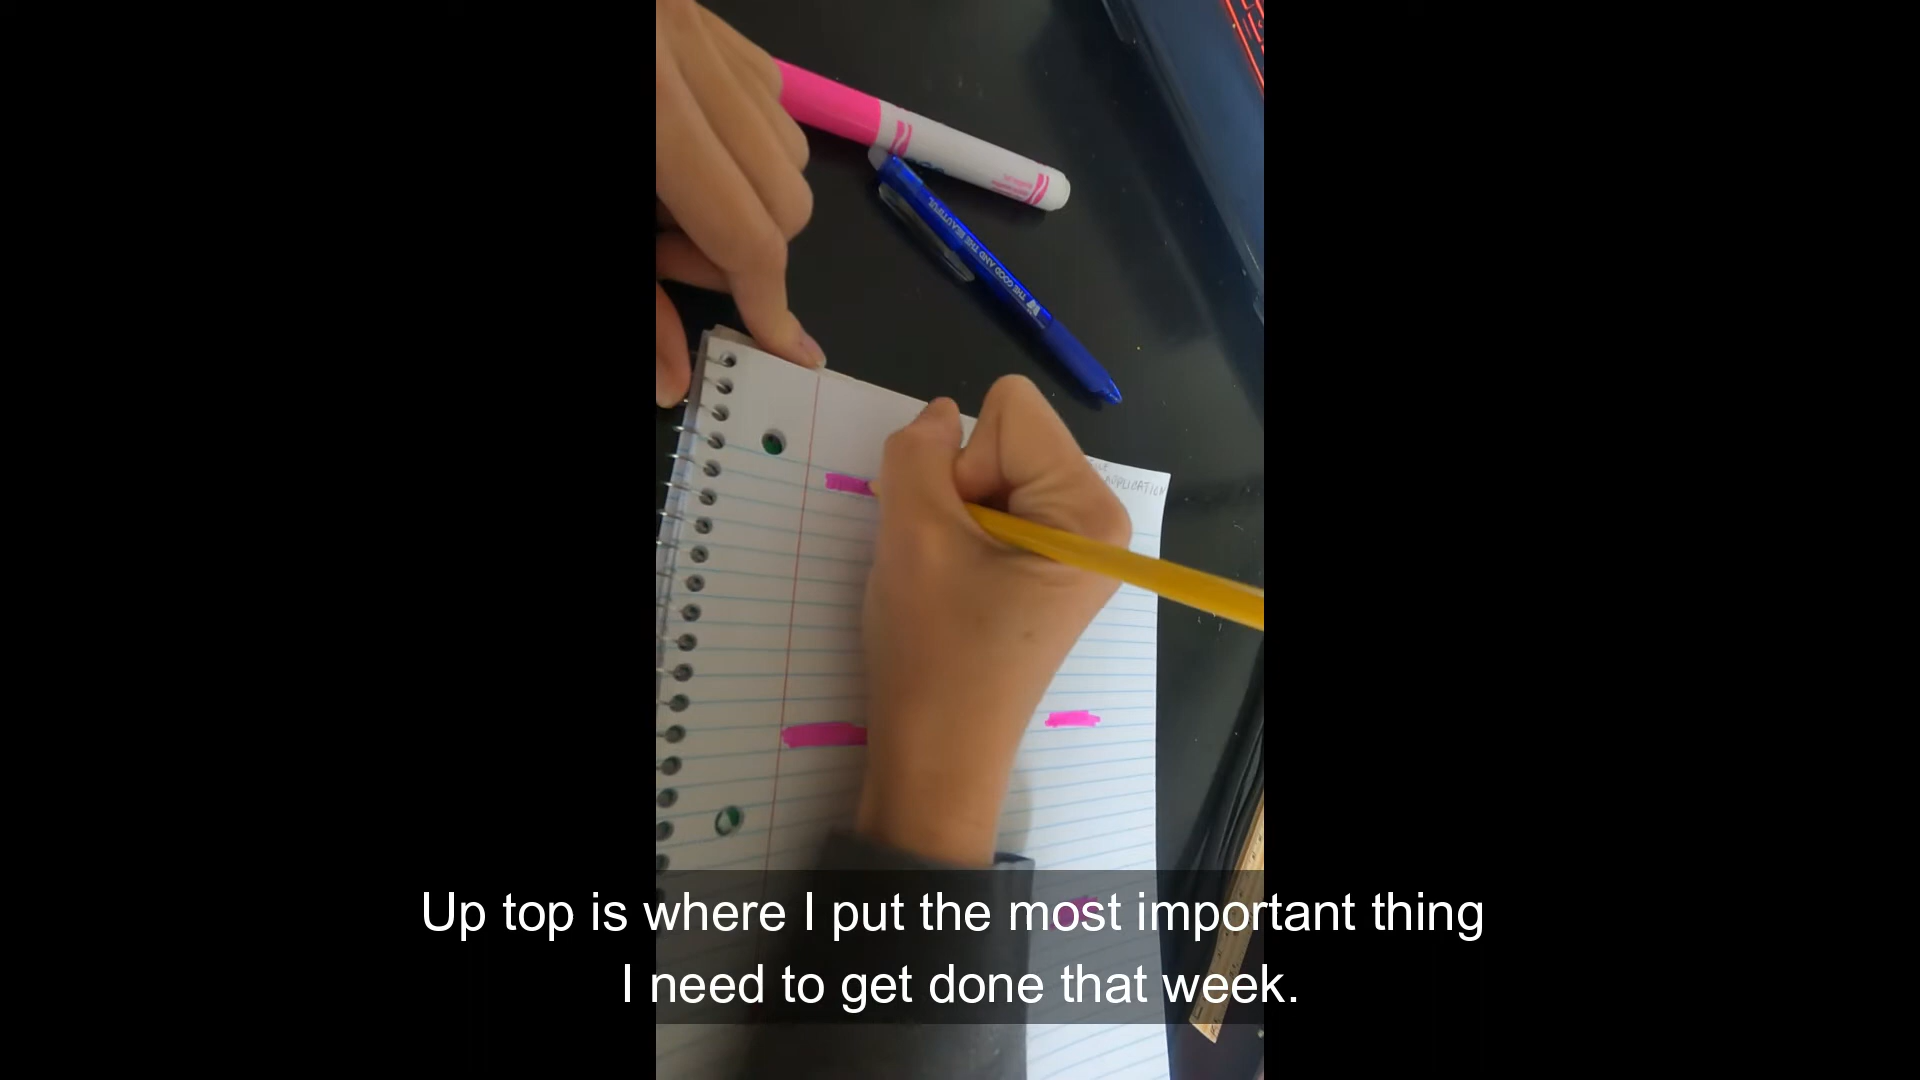 THE GOOD AND THE BEAUTIFUL
APPLICATION
Up top is where I put the most important thing
I need to get done that week.